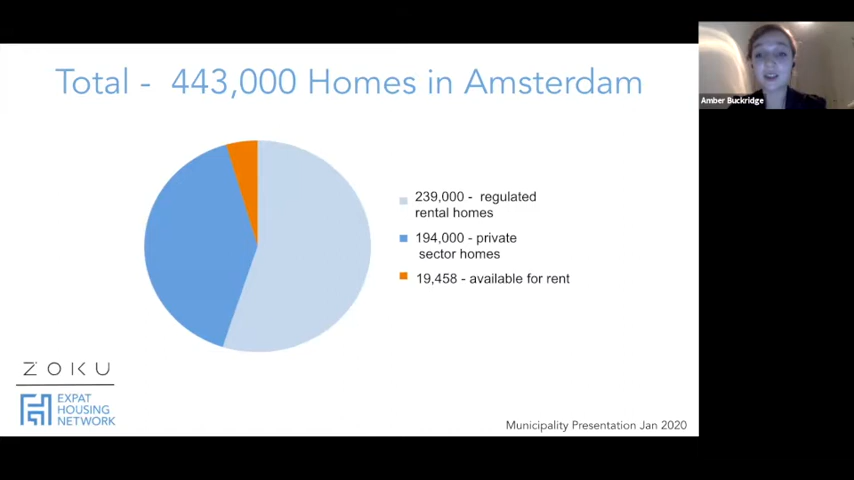 Total - 443,000 Homes in Amsterdam
Amber Buckridge
239,000 - regulated
rental homes
194,000 - private
sector homes
19,458 - available for rent
ZOKU
EXPAT
HOUSING
NETWORK
Municipality Presentation Jan 2020